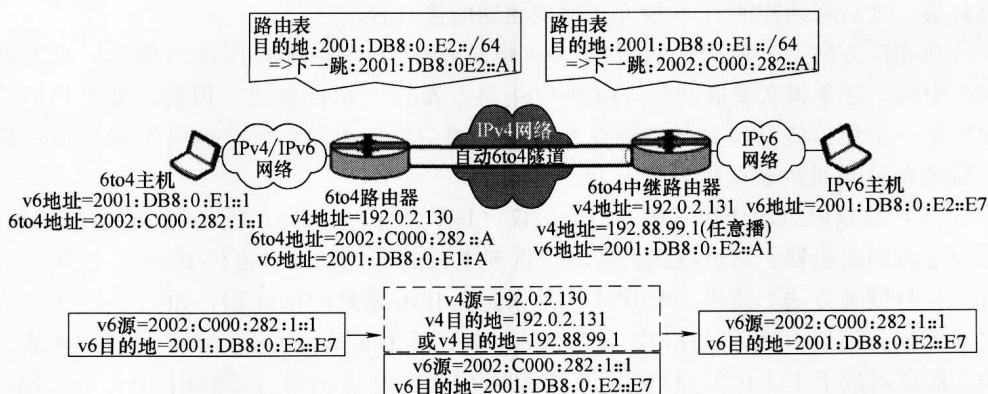 路由表
目的地:2001:DB8:0:E2::/64
=>下一跳:2001:DB8:0E2::A1
路由表
目的地:2001:DB8:0:E1::/64
=>下一跳:2002:C000:282::A1
IPv4/IPv6
网络
IPv4网络
自动6to4隧道
IPv6
网络
6to4主机
v6地址=2001:DB8:0:E1::1
6to4地址=2002:C000:282:1::1
6to4路由器
v4地址=192.0.2.130
6to4地址=2002:C000:282::A
v6地址=2001:DB8:0:E1::A
6to4中继路由器
v4地址=192.0.2.131
v4地址=192.88.99.1(任意播)
v6地址=2001:DB8:0:E2::A1
IPv6主机
v6地址=2001:DB8:0:E2::E7
v6源=2002:C000:282:1::1
v6目的地=2001:DB8:0:E2::E7
v4源=192.0.2.130
v4目的地=192.0.2.131
或v4目的地=192.88.99.1
v6源=2002:C000:282:1::1
v6目的地=2001:DB8:0:E2::E7
v6源=2002:C000:282:1::1
v6目的地=2001:DB8:0:E2::E7